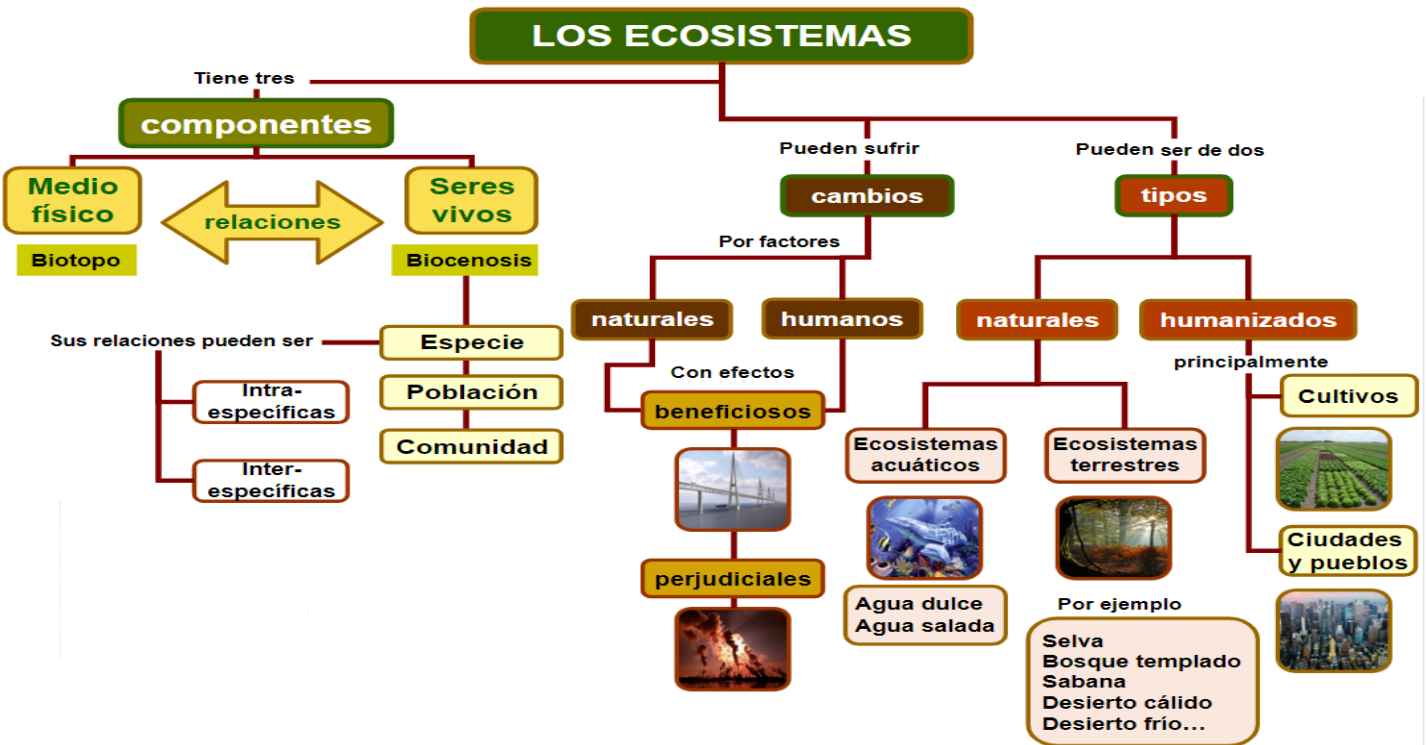 LOS ECOSISTEMAS
Tiene tres
componentes
Medio
físico
relaciones
Seres
vivos
Biotopo
Biocenosis
Sus relaciones pueden ser
Especie
Población
Comunidad
Intra-
específicas
Inter-
específicas
Pueden sufrir
cambios
Por factores
naturales
humanos
Con efectos
beneficiosos
perjudiciales
Pueden ser de dos
tipos
naturales
humanizados
Ecosistemas
acuáticos
Agua dulce
Agua salada
Ecosistemas
terrestres
Por ejemplo
Selva
Bosque templado
Sabana
Desierto cálido
Desierto frío...
principalmente
Cultivos
Ciudades
y pueblos